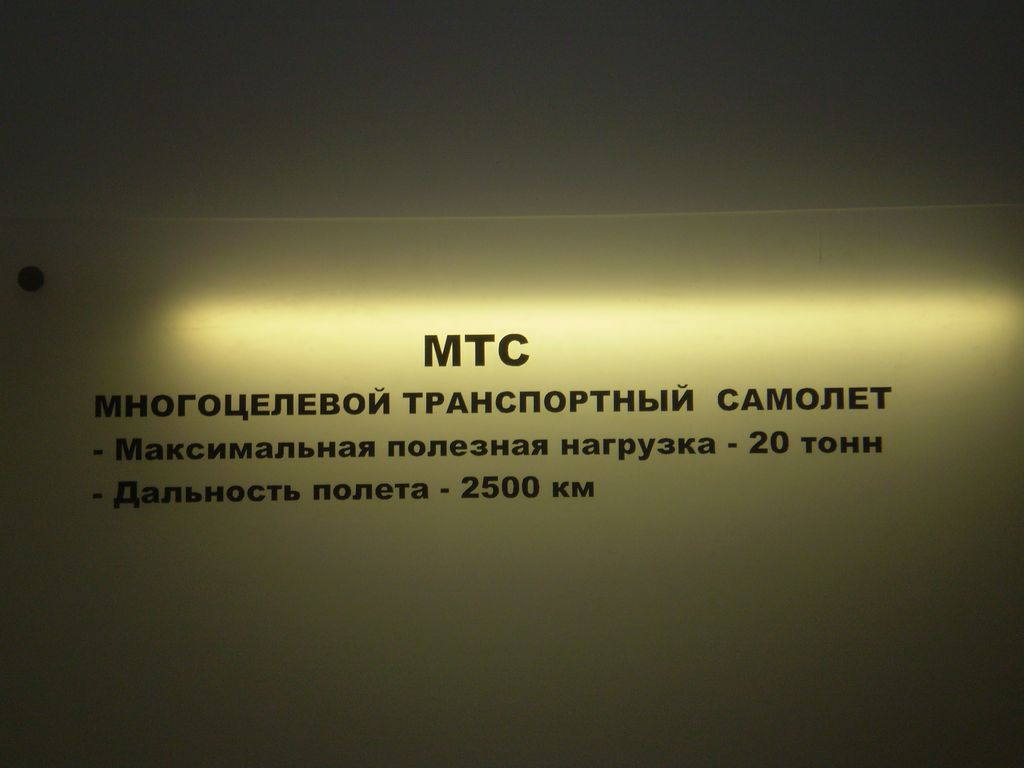 МТС
МНОГОЦЕЛЕВОЙ ТРАНСПОРТНЫЙ САМОЛЕТ
- Максимальная полезная нагрузка - 20 тонн
- Дальность полета - 2500 км